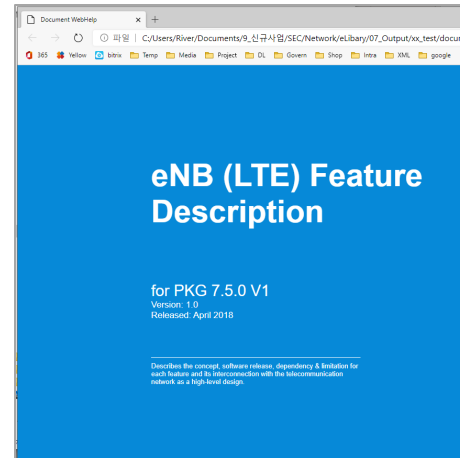 Document WebHelp
파일 | C:/Users/River/Documents/9_신규사업/SEC/Network/eLibary/07_Output/xx_test/docum
365 Yellow bitrix Temp Media Project DL Govern Shop Intra XML google
eNB (LTE) Feature
Description
for PKG 7.5.0 V1
Version: 1.0
Released: April 2018
Describes the concept, software release, dependency & limitation for
each feature and its interconnection with the telecommunication
network as a high-level design.